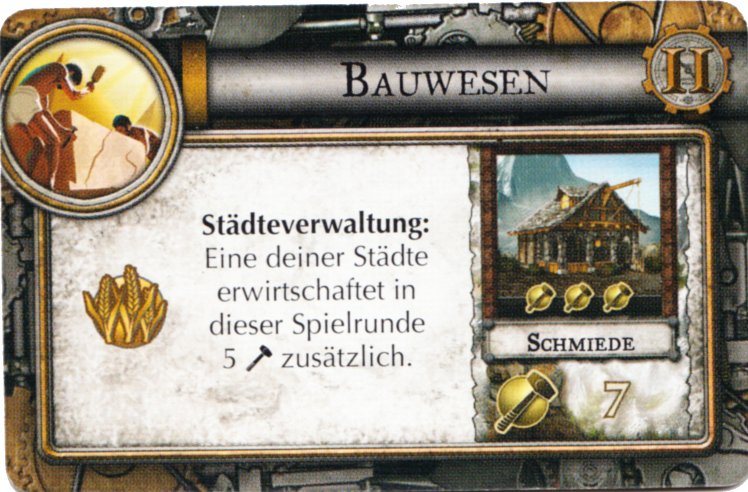 Bauwesen
II
Städteverwaltung:
Eine deiner Städte
erwirtschaftet in
dieser Spielrunde
5 zusätzlich.
Schmiede
7